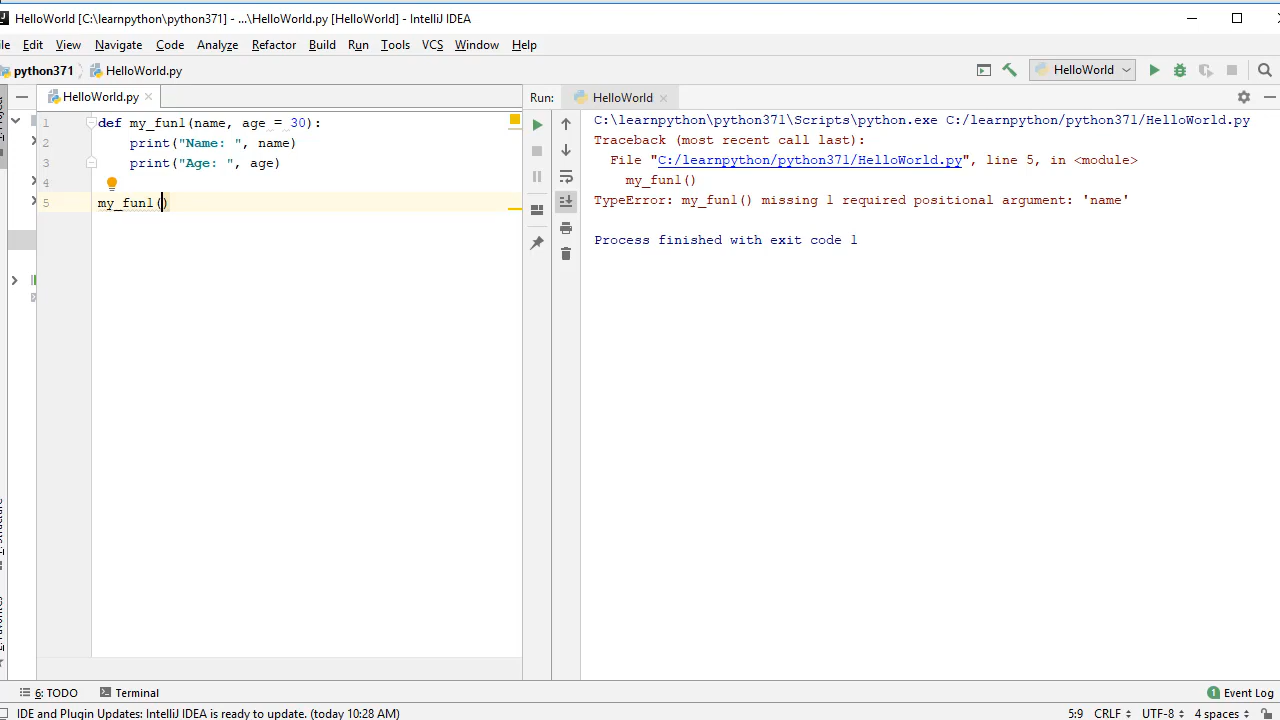 HelloWorld [C:\learnpython\python371] - ...\HelloWorld.py [HelloWorld] - IntelliJ IDEA
Edit View Navigate Code Analyze Refactor Build Run Tools VCS Window Help
python371 HelloWorld.py HelloWorld
HelloWorld.py
1 def my_fun1(name, age = 30):
2 print("Name: ", name)
3 print("Age: ", age)
4
5 my_fun1()
Run: HelloWorld
C:\learnpython\python371\Scripts\python.exe C:/learnpython/python371/HelloWorld.py
Traceback (most recent call last):
File "C:/learnpython/python371/HelloWorld.py", line 5, in <module>
my_fun1()
TypeError: my_fun1() missing 1 required positional argument: 'name'
Process finished with exit code 1
6: TODO Terminal 1 Event Log
IDE and Plugin Updates: IntelliJ IDEA is ready to update. (today 10:28 AM) 5:9 CRLF UTF-8 4 spaces